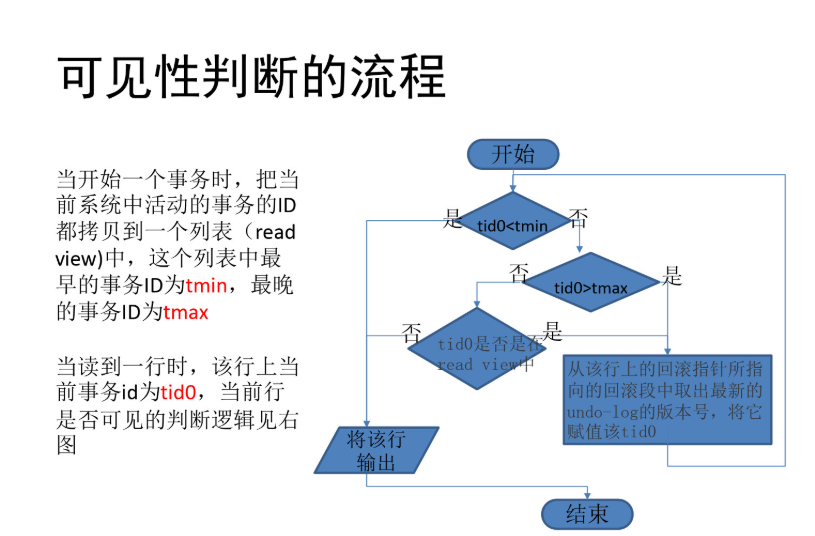 可见性判断的流程
当开始一个事务时，把当
前系统中活动的事务的ID
都拷贝到一个列表（read
view)中，这个列表中最
早的事务ID为tmin，最晚
的事务ID为tmax
当读到一行时，该行上当
前事务id为tid0，当前行
是否可见的判断逻辑见右
图
开始
是
tid0<tmin
否
否
tid0>tmax
是
否
tid0是否是在
read view中
是
从该行上的回滚指针所指
向的回滚段中取出最新的
undo-log的版本号，将它
赋值该tid0
将该行
输出
结束